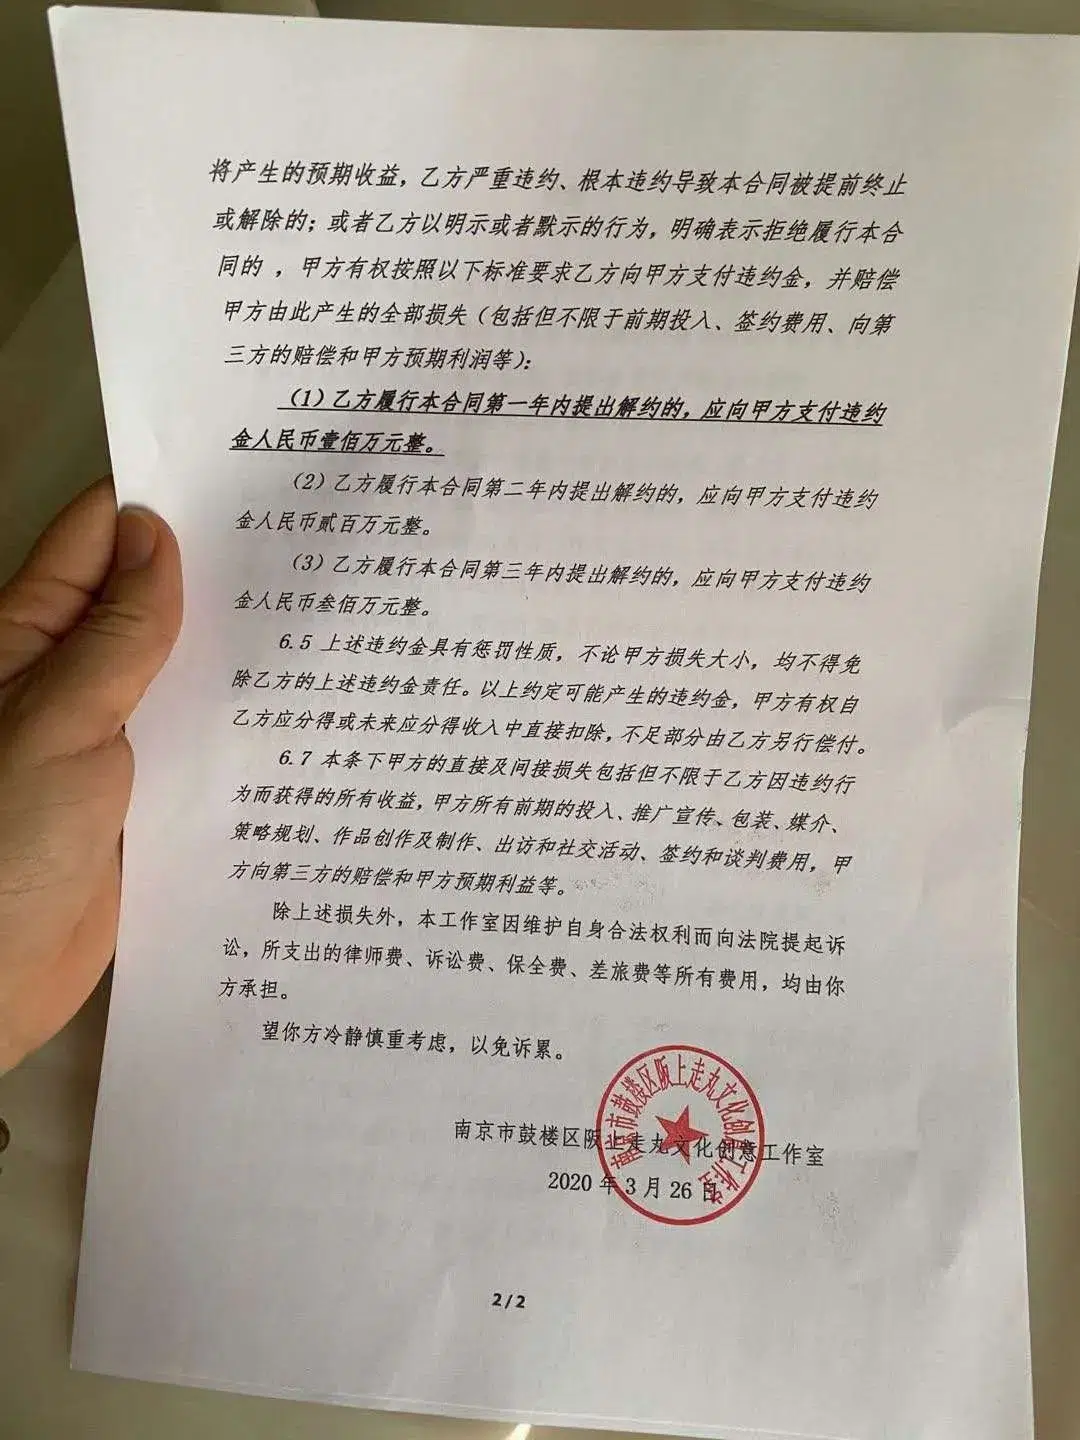 将产生的预期收益，乙方严重违约、根本违约导致本合同被提前终止
或解除的；或者乙方以明示或者默示的行为，明确表示拒绝履行本合
同的 ，甲方有权按照以下标准要求乙方向甲方支付违约金，并赔偿
甲方由此产生的全部损失（包括但不限于前期投入、签约费用、向第
三方的赔偿和甲方预期利润等）：
（1）乙方履行本合同第一年内提出解约的，应向甲方支付违约
金人民币壹佰万元整。
（2）乙方履行本合同第二年内提出解约的，应向甲方支付违约
金人民币贰百万元整。
（3）乙方履行本合同第三年内提出解约的，应向甲方支付违约
金人民币叁佰万元整。
6.5 上述违约金具有惩罚性质，不论甲方损失大小，均不得免
除乙方的上述违约金责任。以上约定可能产生的违约金，甲方有权自
乙方应分得或未来应分得收入中直接扣除，不足部分由乙方另行偿付。
6.7 本条下甲方的直接及间接损失包括但不限于乙方因违约行
为而获得的所有收益，甲方所有前期的投入、推广宣传、包装、媒介、
策略规划、作品创作及制作、出访和社交活动、签约和谈判费用，甲
方向第三方的赔偿和甲方预期利益等。
除上述损失外，本工作室因维护自身合法权利而向法院提起诉
讼，所支出的律师费、诉讼费、保全费、差旅费等所有费用，均由你
方承担。
望你方冷静慎重考虑，以免诉累。
南京市鼓楼区阪上走丸文化创意工作室
南京市鼓楼区阪上走丸文化创意工作室
2020 年 3 月 26 日
2/2